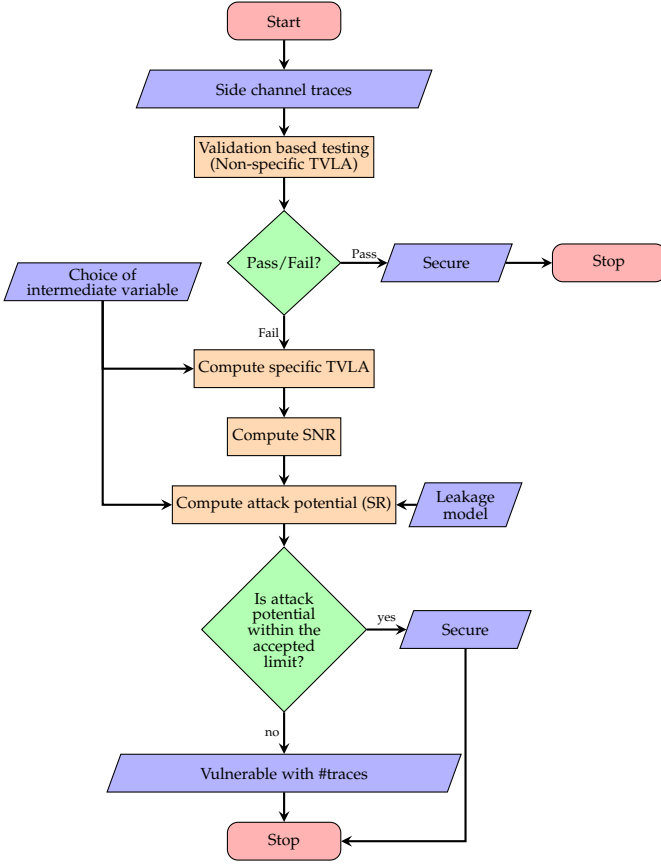 Start
Side channel traces
Validation based testing
(Non-specific TVLA)
Pass/Fail?
Pass
Secure
Stop
Choice of
intermediate variable
Fail
Compute specific TVLA
Compute SNR
Compute attack potential (SR)
Leakage
model
Is attack
potential
within the
accepted
limit?
yes
Secure
no
Vulnerable with #traces
Stop